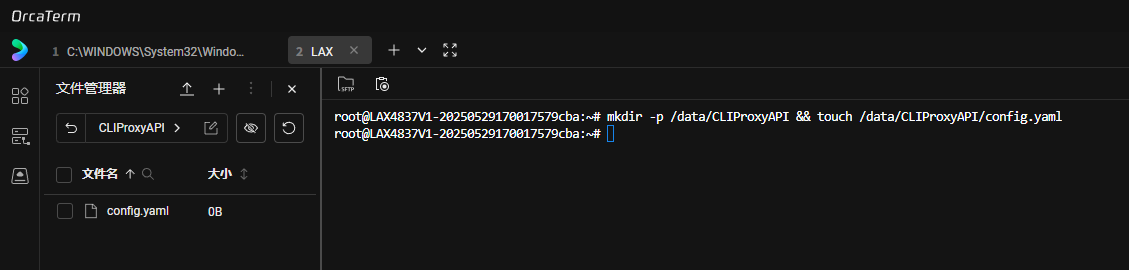 OrcaTerm
1 C:\WINDOWS\System32\Windo...
2 LAX
文件管理器
SFTP
CLIProxyAPI
文件名
大小
config.yaml
0B
root@LAX4837V1-20250529170017579cba:~# mkdir -p /data/CLIProxyAPI && touch /data/CLIProxyAPI/config.yaml
root@LAX4837V1-20250529170017579cba:~#